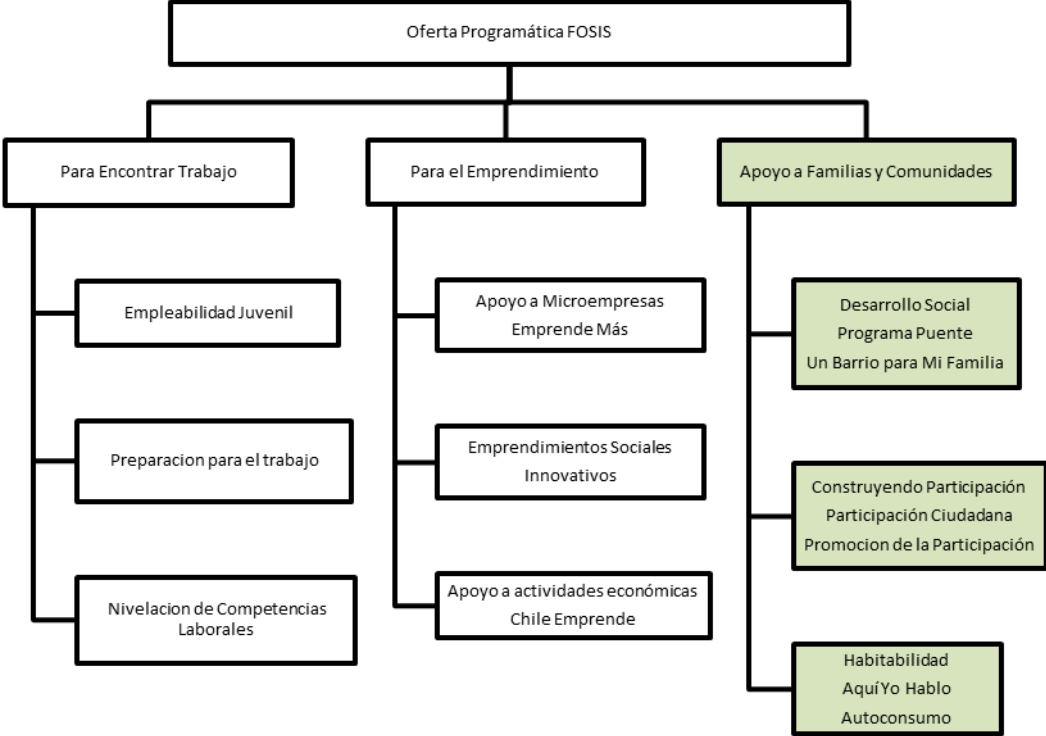 Oferta Programática FOSIS
Para Encontrar Trabajo
Para el Emprendimiento
Apoyo a Familias y Comunidades
Empleabilidad Juvenil
Preparacion para el trabajo
Nivelacion de Competencias
Laborales
Apoyo a Microempresas
Emprende Más
Emprendimientos Sociales
Innovativos
Apoyo a actividades económicas
Chile Emprende
Desarrollo Social
Programa Puente
Un Barrio para Mi Familia
Construyendo Participación
Participación Ciudadana
Promocion de la Participación
Habitabilidad
Aquí Yo Hablo
Autoconsumo